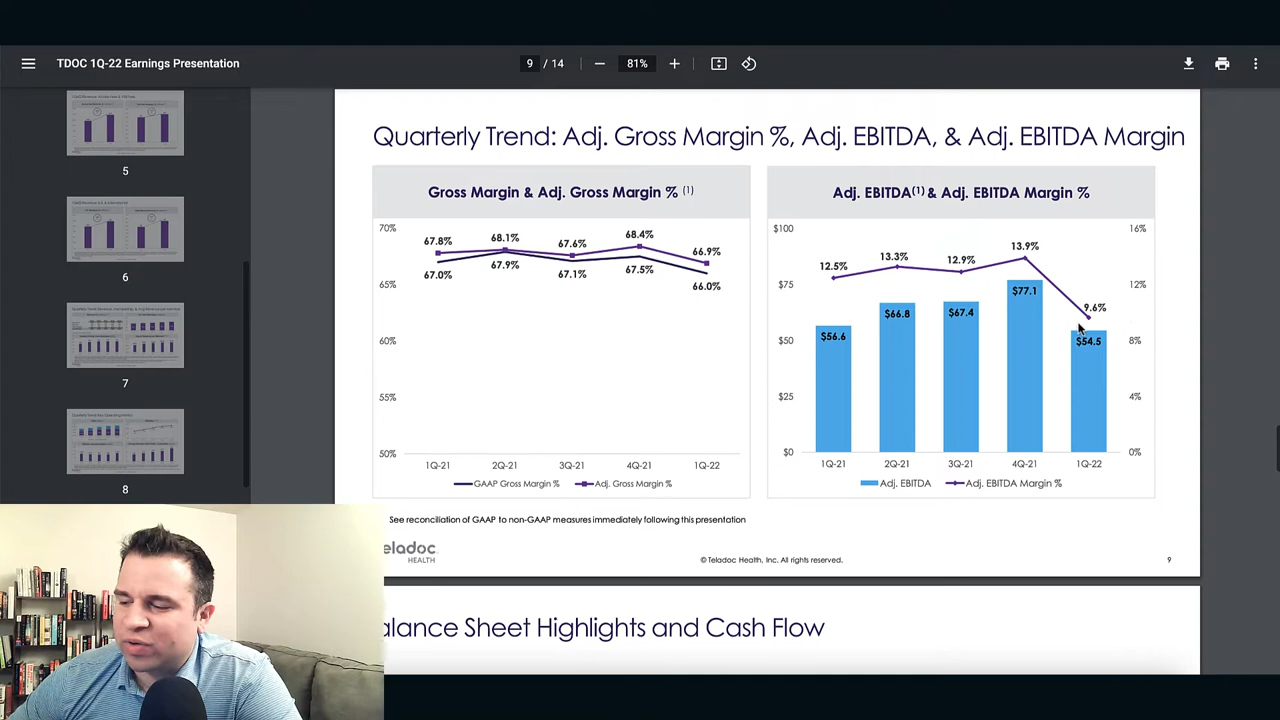 TDOC 1Q-22 Earnings Presentation
9 / 14
81%
5
6
7
8
Quarterly Trend: Adj. Gross Margin %, Adj. EBITDA, & Adj. EBITDA Margin
Gross Margin & Adj. Gross Margin % (1)
70%
65%
60%
55%
50%
67.8%
68.1%
67.6%
68.4%
66.9%
67.0%
67.9%
67.1%
67.5%
66.0%
1Q-21
2Q-21
3Q-21
4Q-21
1Q-22
GAAP Gross Margin %
Adj. Gross Margin %
Adj. EBITDA(1) & Adj. EBITDA Margin %
$100
$75
$50
$25
$0
16%
12%
8%
4%
0%
12.5%
13.3%
12.9%
13.9%
9.6%
$56.6
$66.8
$67.4
$77.1
$54.5
1Q-21
2Q-21
3Q-21
4Q-21
1Q-22
Adj. EBITDA
Adj. EBITDA Margin %
See reconciliation of GAAP to non-GAAP measures immediately following this presentation
eladoc
HEALTH
© Teladoc Health, Inc. All rights reserved.
9
alance Sheet Highlights and Cash Flow